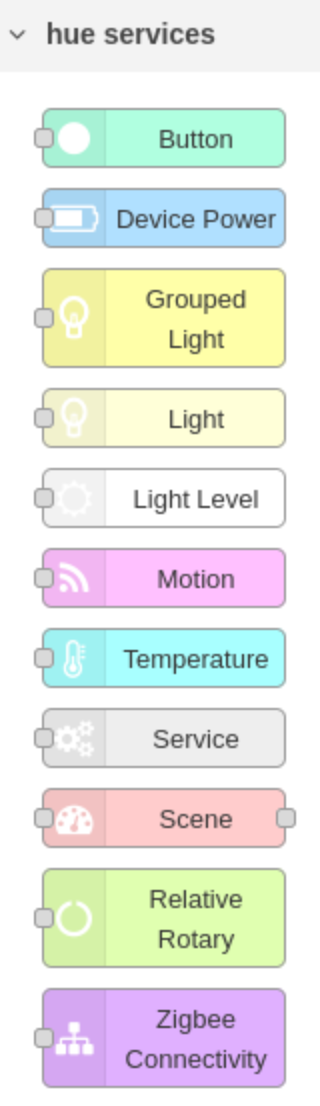 hue services
Button
Device Power
Grouped
Light
Light
Light Level
Motion
Temperature
Service
Scene
Relative
Rotary
Zigbee
Connectivity